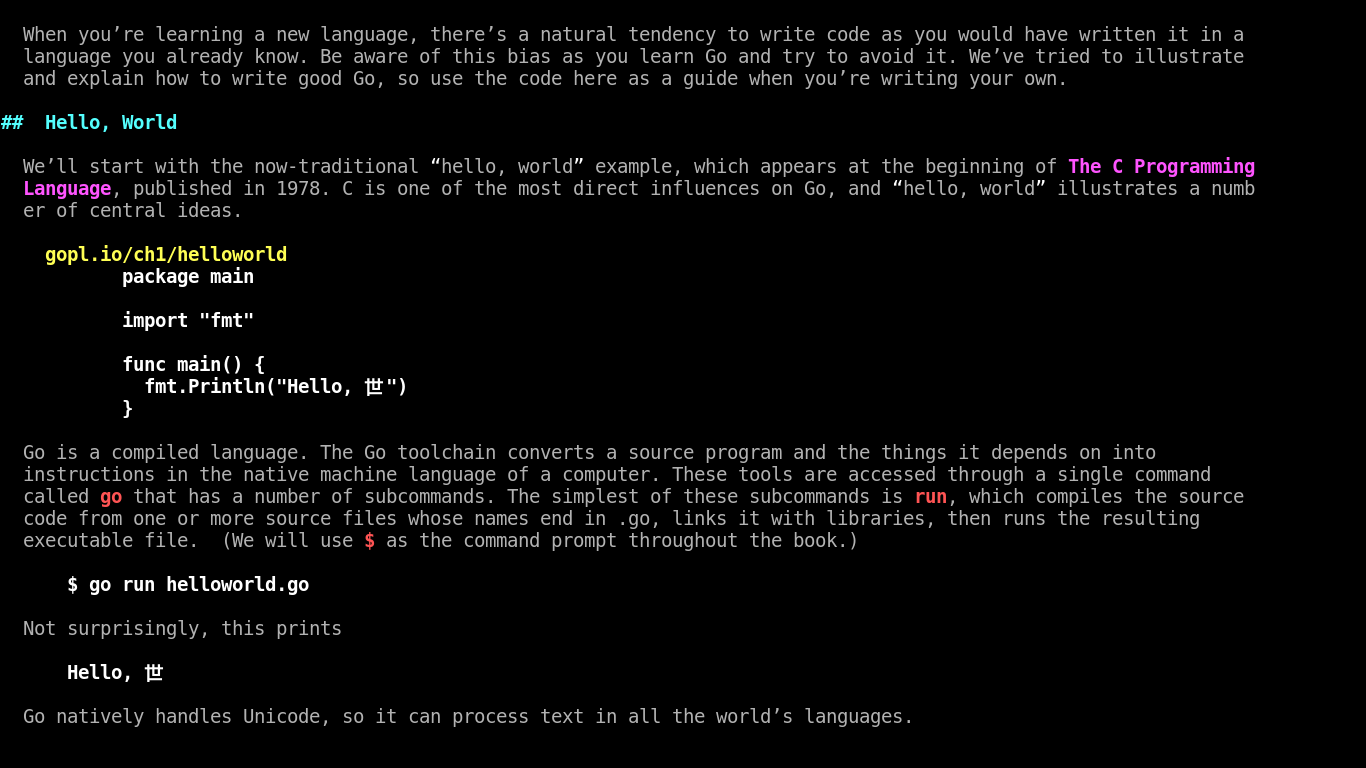 When you’re learning a new language, there’s a natural tendency to write code as you would have written it in a
language you already know. Be aware of this bias as you learn Go and try to avoid it. We’ve tried to illustrate
and explain how to write good Go, so use the code here as a guide when you’re writing your own.
##  Hello, World
We’ll start with the now-traditional “hello, world” example, which appears at the beginning of The C Programming
Language, published in 1978. C is one of the most direct influences on Go, and “hello, world” illustrates a numb
er of central ideas.
gopl.io/ch1/helloworld
package main
import "fmt"
func main() {
fmt.Println("Hello, 世")
}
Go is a compiled language. The Go toolchain converts a source program and the things it depends on into
instructions in the native machine language of a computer. These tools are accessed through a single command
called go that has a number of subcommands. The simplest of these subcommands is run, which compiles the source
code from one or more source files whose names end in .go, links it with libraries, then runs the resulting
executable file.  (We will use $ as the command prompt throughout the book.)
$ go run helloworld.go
Not surprisingly, this prints
Hello, 世
Go natively handles Unicode, so it can process text in all the world’s languages.